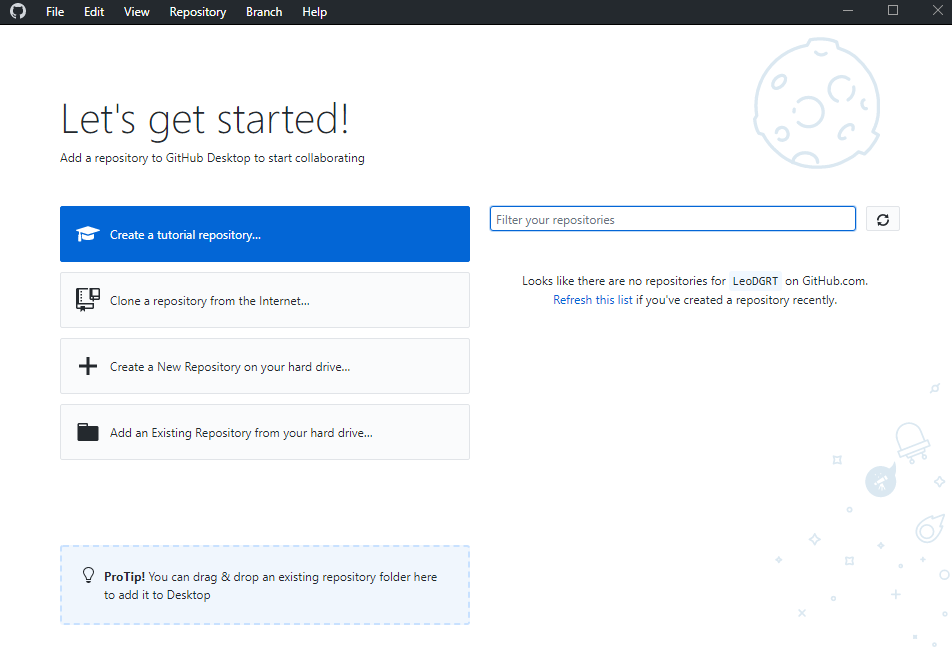 File Edit View Repository Branch Help
Let's get started!
Add a repository to GitHub Desktop to start collaborating
Create a tutorial repository...
Clone a repository from the Internet...
Create a New Repository on your hard drive...
Add an Existing Repository from your hard drive...
ProTip! You can drag & drop an existing repository folder here
to add it to Desktop
Filter your repositories
Looks like there are no repositories for LeoDGRT on GitHub.com.
Refresh this list if you've created a repository recently.